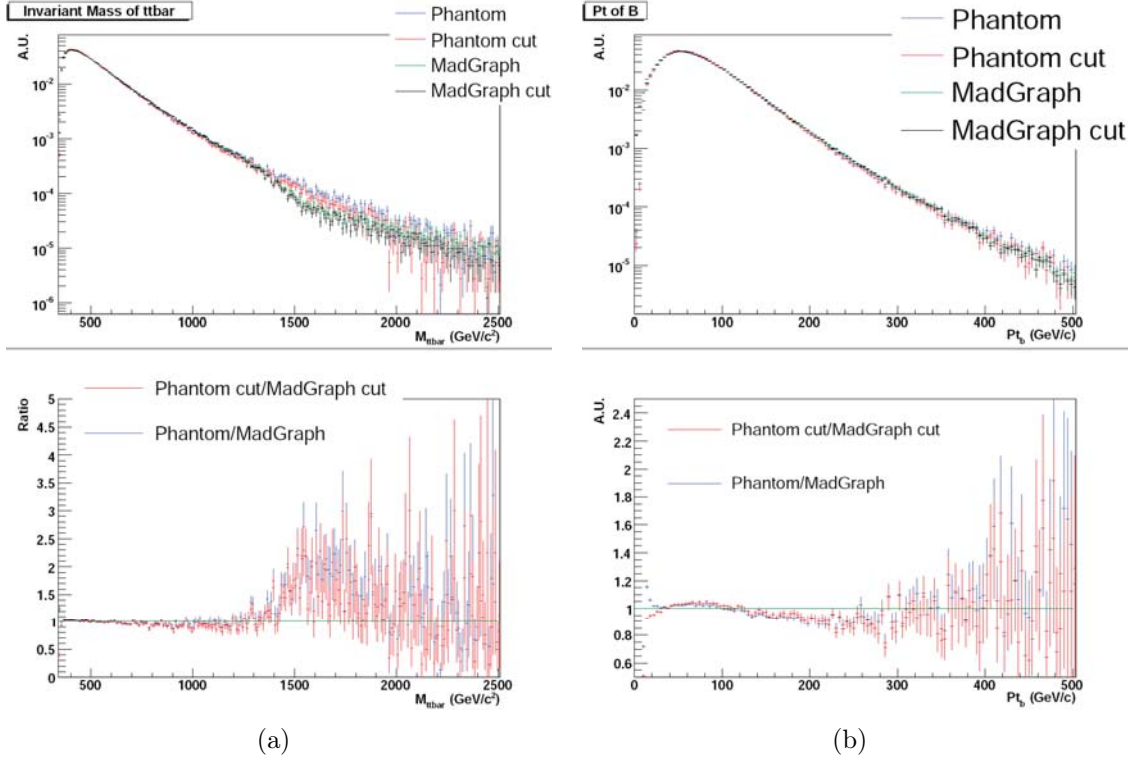 Invariant Mass of ttbar
A.U.
Phantom
Phantom cut
MadGraph
MadGraph cut
10^-2
10^-3
10^-4
10^-5
10^-6
500 1000 1500 2000 2500
M_ttbar (GeV/c^2)
Pt of B
A.U.
Phantom
Phantom cut
MadGraph
MadGraph cut
10^-2
10^-3
10^-4
10^-5
0 100 200 300 400 500
Pt_b (GeV/c)
Ratio
Phantom cut/MadGraph cut
Phantom/MadGraph
5
4.5
4
3.5
3
2.5
2
1.5
1
0.5
0
500 1000 1500 2000 2500
M_ttbar (GeV/c^2)
A.U.
Phantom cut/MadGraph cut
Phantom/MadGraph
2.4
2.2
2
1.8
1.6
1.4
1.2
1
0.8
0.6
0 100 200 300 400 500
Pt_b (GeV/c)
(a)
(b)